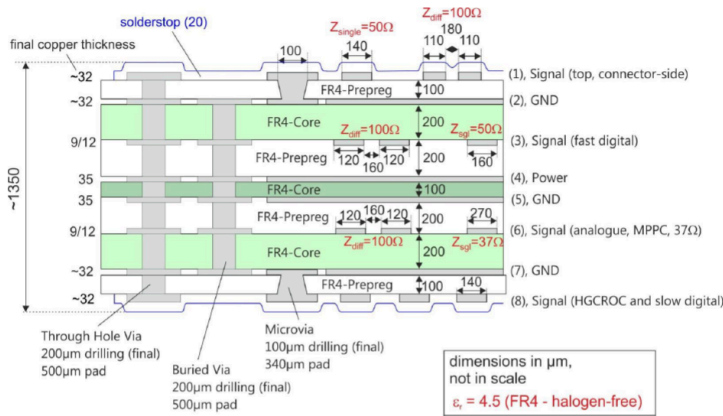 Z_diff=100Ω
solderstop (20)
Z_single=50Ω
180
final copper thickness
100
140
110
110
~32
(1), Signal (top, connector-side)
FR4-Prepreg
100
~32
(2), GND
FR4-Core
200
Z_diff=100Ω
Z_sgl=50Ω
9/12
(3), Signal (fast digital)
120
120
160
FR4-Prepreg
160
200
35
(4), Power
FR4-Core
100
35
(5), GND
~1350
FR4-Prepreg
120
160
120
200
270
9/12
(6), Signal (analogue, MPPC, 37Ω)
FR4-Core
Z_diff=100Ω
200
Z_sgl=37Ω
~32
(7), GND
FR4-Prepreg
100
140
~32
(8), Signal (HGCROC and slow digital)
Through Hole Via
200µm drilling (final)
500µm pad
Buried Via
200µm drilling (final)
500µm pad
Microvia
100µm drilling (final)
340µm pad
dimensions in µm,
not in scale
ε_r = 4.5 (FR4 - halogen-free)